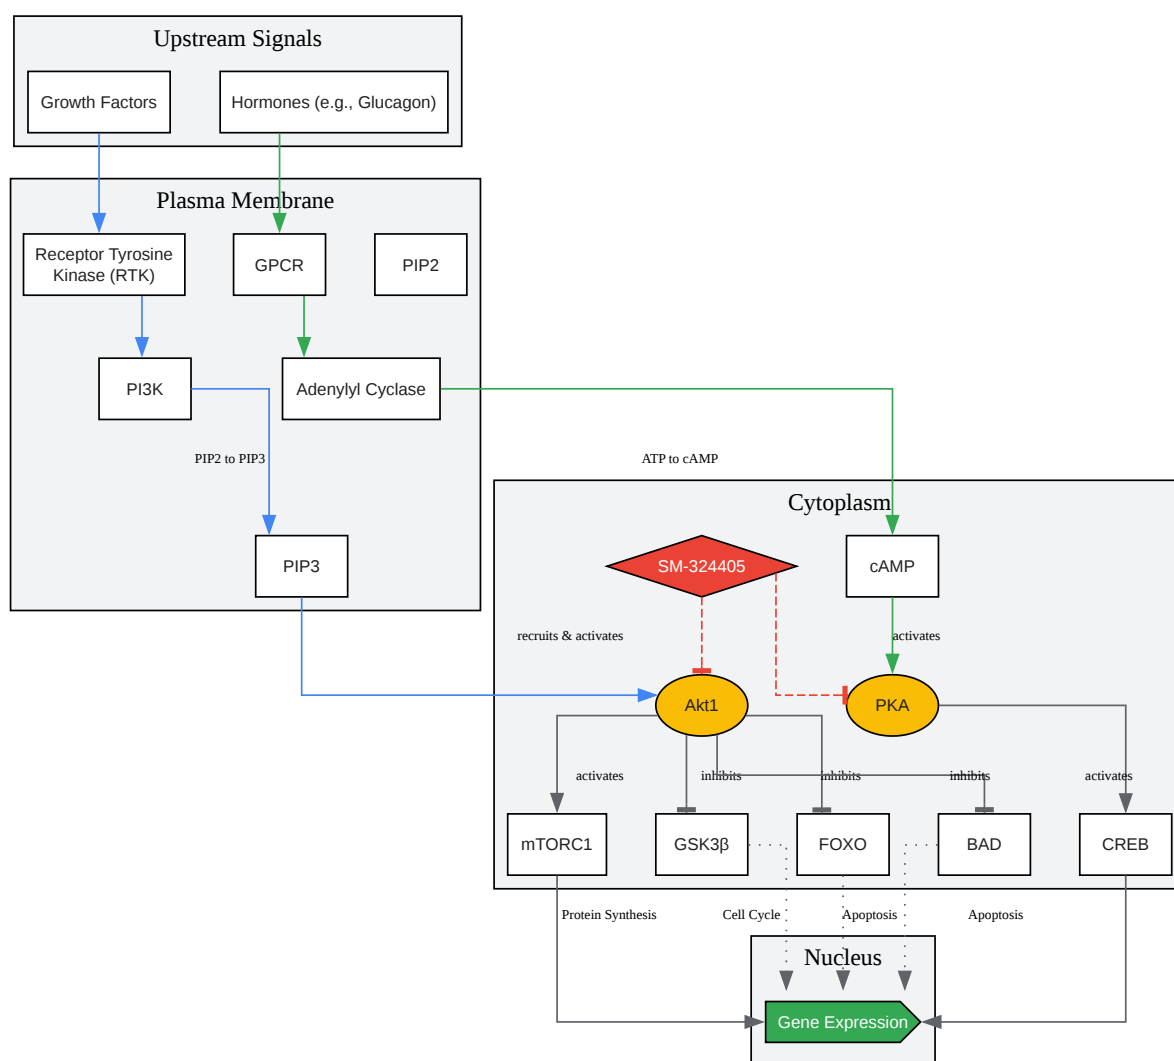 Upstream Signals
Growth Factors
Hormones (e.g., Glucagon)
Plasma Membrane
Receptor Tyrosine
Kinase (RTK)
GPCR
PIP2
PI3K
Adenylyl Cyclase
PIP2 to PIP3
ATP to cAMP
Cytoplasm
PIP3
SM-324405
cAMP
recruits & activates
activates
Akt1
PKA
activates
inhibits
inhibits
inhibits
activates
mTORC1
GSK3β
FOXO
BAD
CREB
Protein Synthesis
Cell Cycle
Apoptosis
Apoptosis
Nucleus
Gene Expression